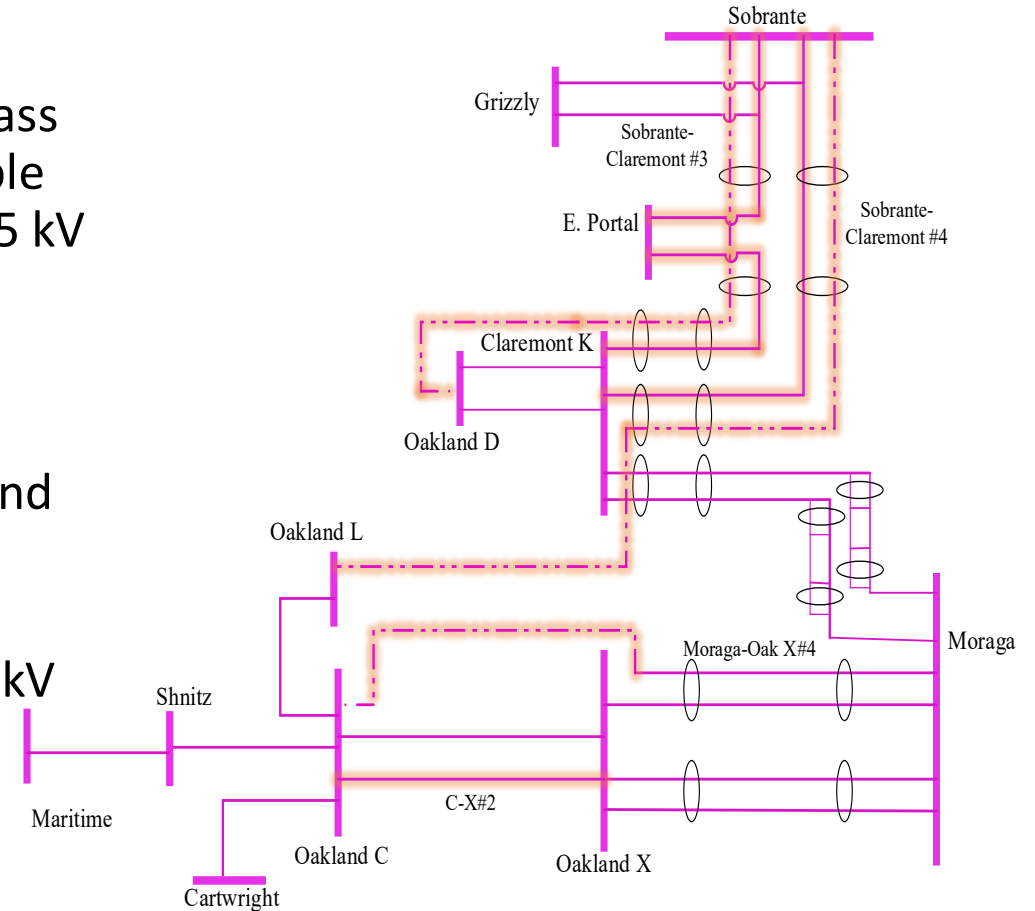 ass
ole
5 kV
nd
kV
Sobrante
Grizzly
Sobrante-
Claremont #3
E. Portal
Sobrante-
Claremont #4
Claremont K
Oakland D
Oakland L
Moraga
Moraga-Oak X#4
Shnitz
Maritime
C-X#2
Oakland C
Oakland X
Cartwright